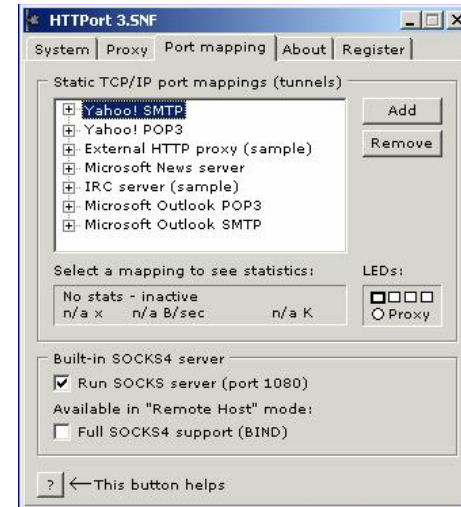 HTTPort 3.SNF
System Proxy Port mapping About Register
Static TCP/IP port mappings (tunnels)
Yahoo! SMTP
Yahoo! POP3
External HTTP proxy (sample)
Microsoft News server
IRC server (sample)
Microsoft Outlook POP3
Microsoft Outlook SMTP
Add
Remove
Select a mapping to see statistics:
LEDs:
No stats - inactive
n/a x n/a B/sec n/a K
Proxy
Built-in SOCKS4 server
Run SOCKS server (port 1080)
Available in "Remote Host" mode:
Full SOCKS4 support (BIND)
? ←This button helps